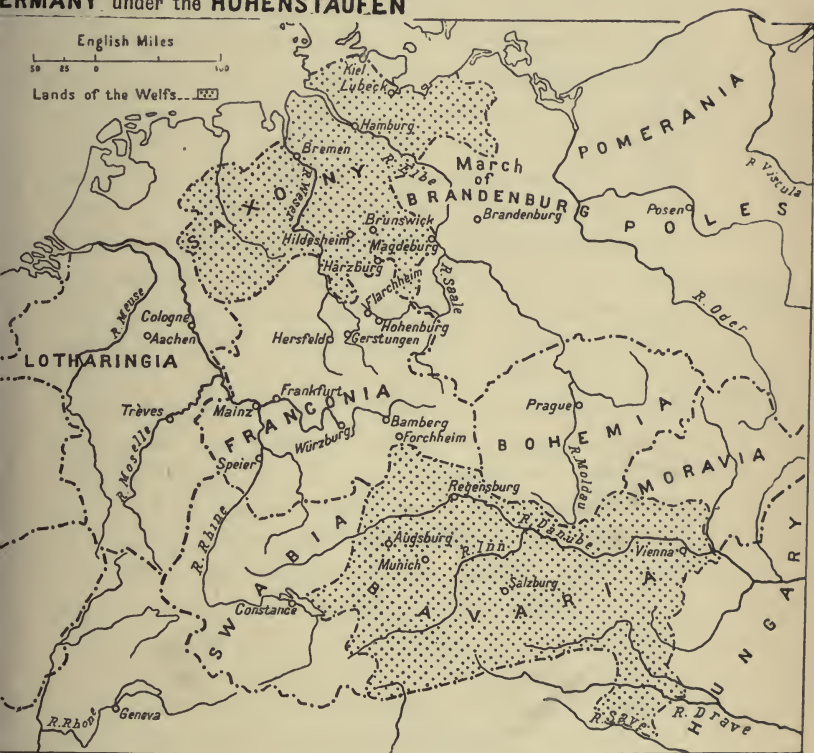 ERMANY under the HOHENSTAUFEN
English Miles
50 25 0 100
Lands of the Welfs
Kiel
Lubeck
Hamburg
Bremen
R. Elbe
R. Weser
SAXONY
March
of
BRANDENBURG
Brandenburg
POMERANIA
R. Viscula
Posen
POLES
Brunswick
Hildesheim
Magdeburg
Harzburg
Flarchheim
R. Saale
R. Oder
Hohenburg
Hersfeld
Gerstungen
R. Meuse
Cologne
Aachen
LOTHARINGIA
Frankfurt
Mainz
Trèves
FRANCONIA
Würzburg
Bamberg
Forchheim
Prague
BOHEMIA
R. Moldau
MORAVIA
R. Moselle
Speier
Regensburg
R. Danube
R. Rhine
SWABIA
Augsburg
Munich
R. Inn
Vienna
Salzburg
BAVARIA
Constance
HUNGARY
Geneva
R. Rhone
R. Save
R. Drave